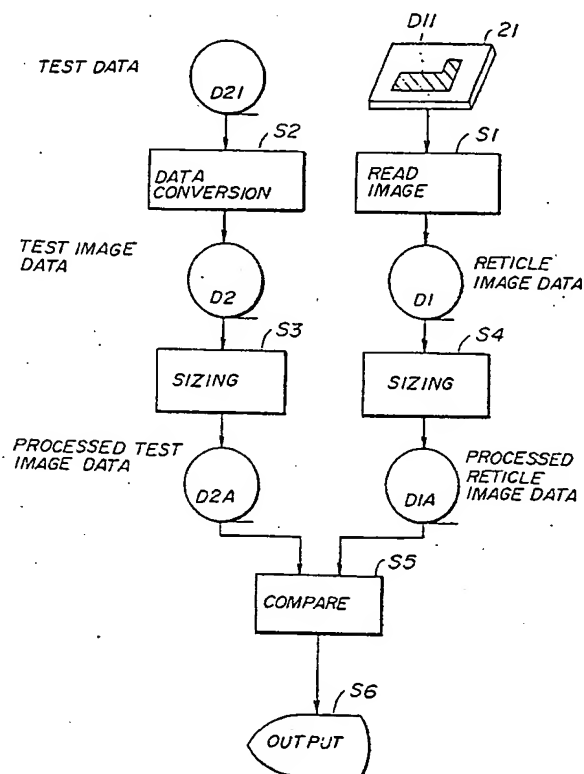 D11
21
TEST DATA
D21
S2
S1
DATA
CONVERSION
READ
IMAGE
TEST IMAGE
DATA
D2
D1
RETICLE
IMAGE DATA
S3
S4
SIZING
SIZING
PROCESSED TEST
IMAGE DATA
D2A
D1A
PROCESSED
RETICLE
IMAGE DATA
S5
COMPARE
S6
OUTPUT